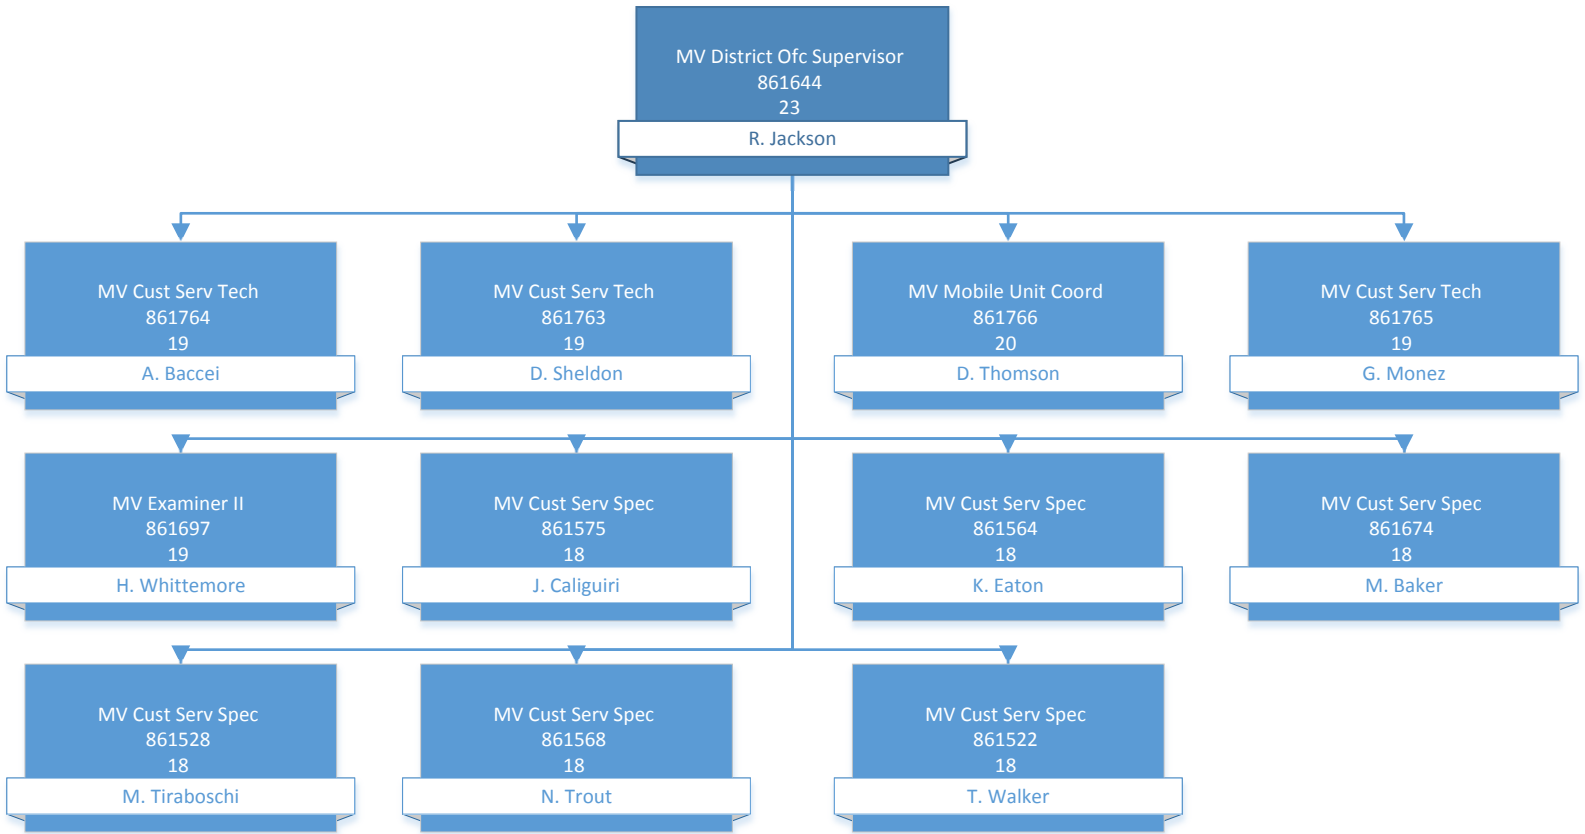 MV District Ofc Supervisor
861644
23
R. Jackson
MV Cust Serv Tech
861764
19
A. Baccei
MV Cust Serv Tech
861763
19
D. Sheldon
MV Mobile Unit Coord
861766
20
D. Thomson
MV Cust Serv Tech
861765
19
G. Monez
MV Examiner II
861697
19
H. Whittemore
MV Cust Serv Spec
861575
18
J. Caliguiri
MV Cust Serv Spec
861564
18
K. Eaton
MV Cust Serv Spec
861674
18
M. Baker
MV Cust Serv Spec
861528
18
M. Tiraboschi
MV Cust Serv Spec
861568
18
N. Trout
MV Cust Serv Spec
861522
18
T. Walker